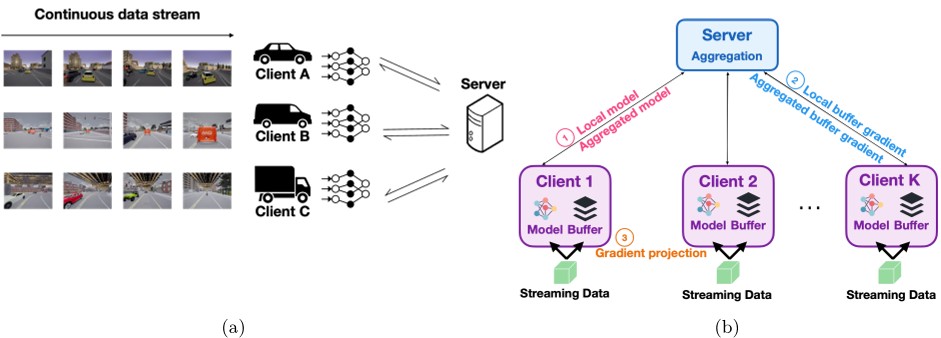 Continuous data stream
Client A
Client B
Client C
Server
(a)
Server
Aggregation
1 Local model
Aggregated model
2 Local buffer gradient
Aggregated buffer gradient
Client 1
Model Buffer
Client 2
Model Buffer
...
Client K
Model Buffer
3
Gradient projection
Streaming Data
Streaming Data
Streaming Data
(b)